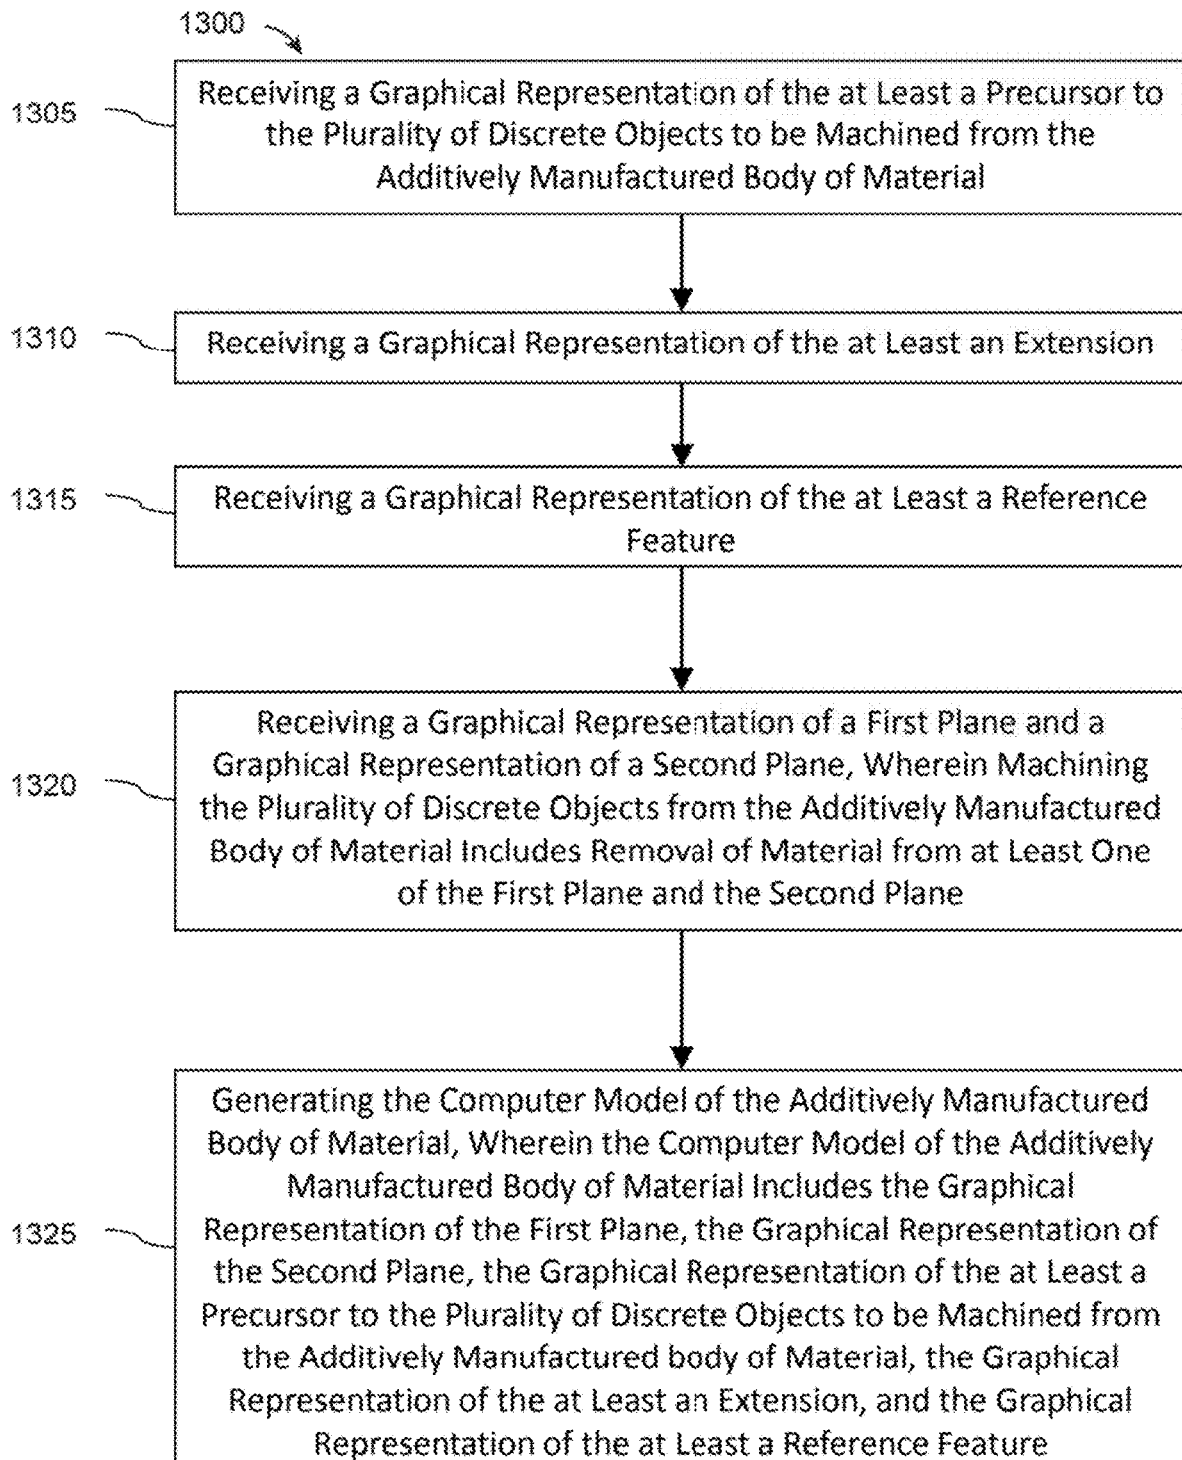 1300
1305
Receiving a Graphical Representation of the at Least a Precursor to
the Plurality of Discrete Objects to be Machined from the
Additively Manufactured Body of Material
1310
Receiving a Graphical Representation of the at Least an Extension
1315
Receiving a Graphical Representation of the at Least a Reference
Feature
1320
Receiving a Graphical Representation of a First Plane and a
Graphical Representation of a Second Plane, Wherein Machining
the Plurality of Discrete Objects from the Additively Manufactured
Body of Material Includes Removal of Material from at Least One
of the First Plane and the Second Plane
1325
Generating the Computer Model of the Additively Manufactured
Body of Material, Wherein the Computer Model of the Additively
Manufactured Body of Material Includes the Graphical
Representation of the First Plane, the Graphical Representation of
the Second Plane, the Graphical Representation of the at Least a
Precursor to the Plurality of Discrete Objects to be Machined from
the Additively Manufactured body of Material, the Graphical
Representation of the at Least an Extension, and the Graphical
Representation of the at Least a Reference Feature